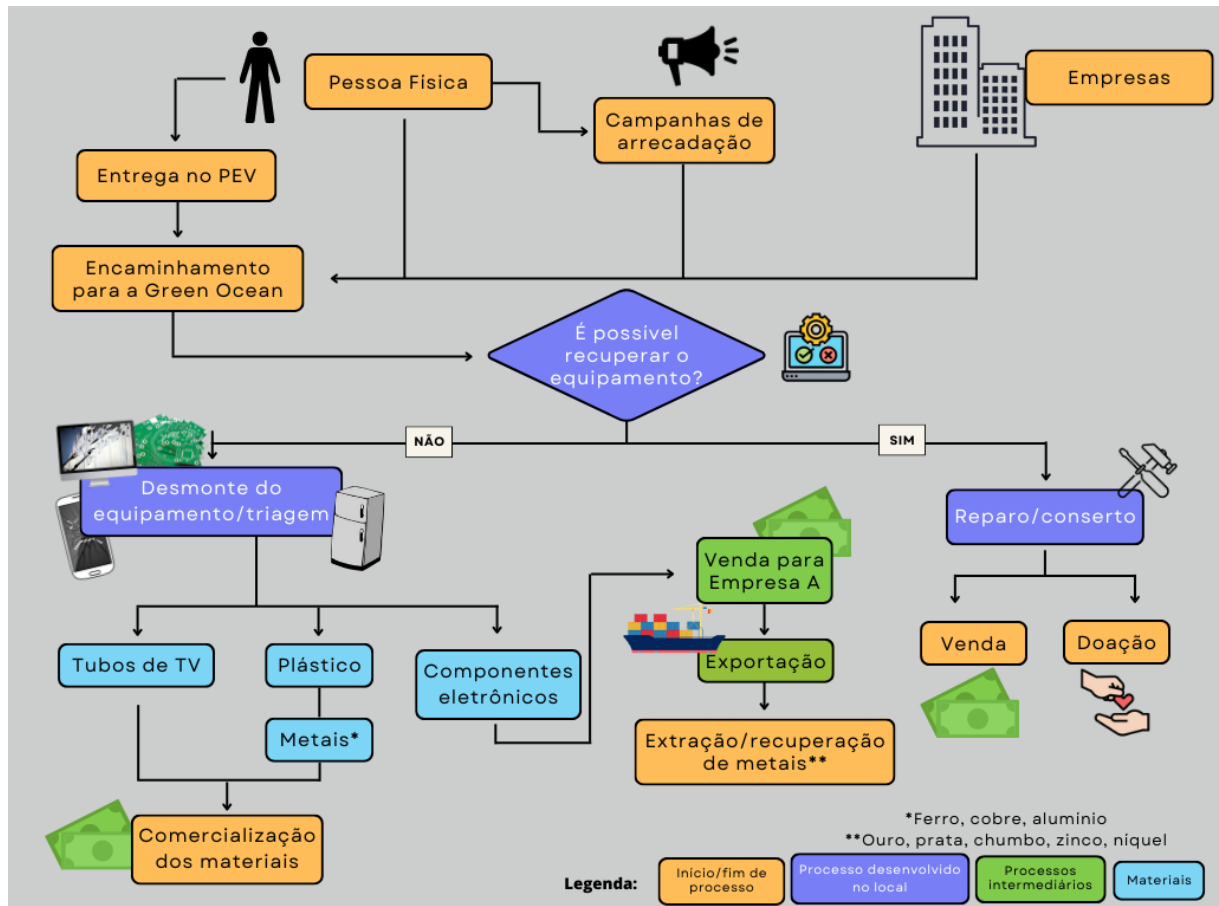 Pessoa Física
Empresas
Campanhas de
arrecadação
Entrega no PEV
Encaminhamento
para a Green Ocean
É possivel
recuperar o
equipamento?
NÃO
SIM
Desmonte do
equipamento/triagem
Reparo/conserto
Venda para
Empresa A
Venda
Doação
Tubos de TV
Plástico
Componentes
eletrônicos
Exportação
Metais*
Extração/recuperação
de metais**
Comercialização
dos materiais
*Ferro, cobre, alumínio
**Ouro, prata, chumbo, zinco, níquel
Legenda:
Início/fim de
processo
Processo desenvolvido
no local
Processos
intermediários
Materiais